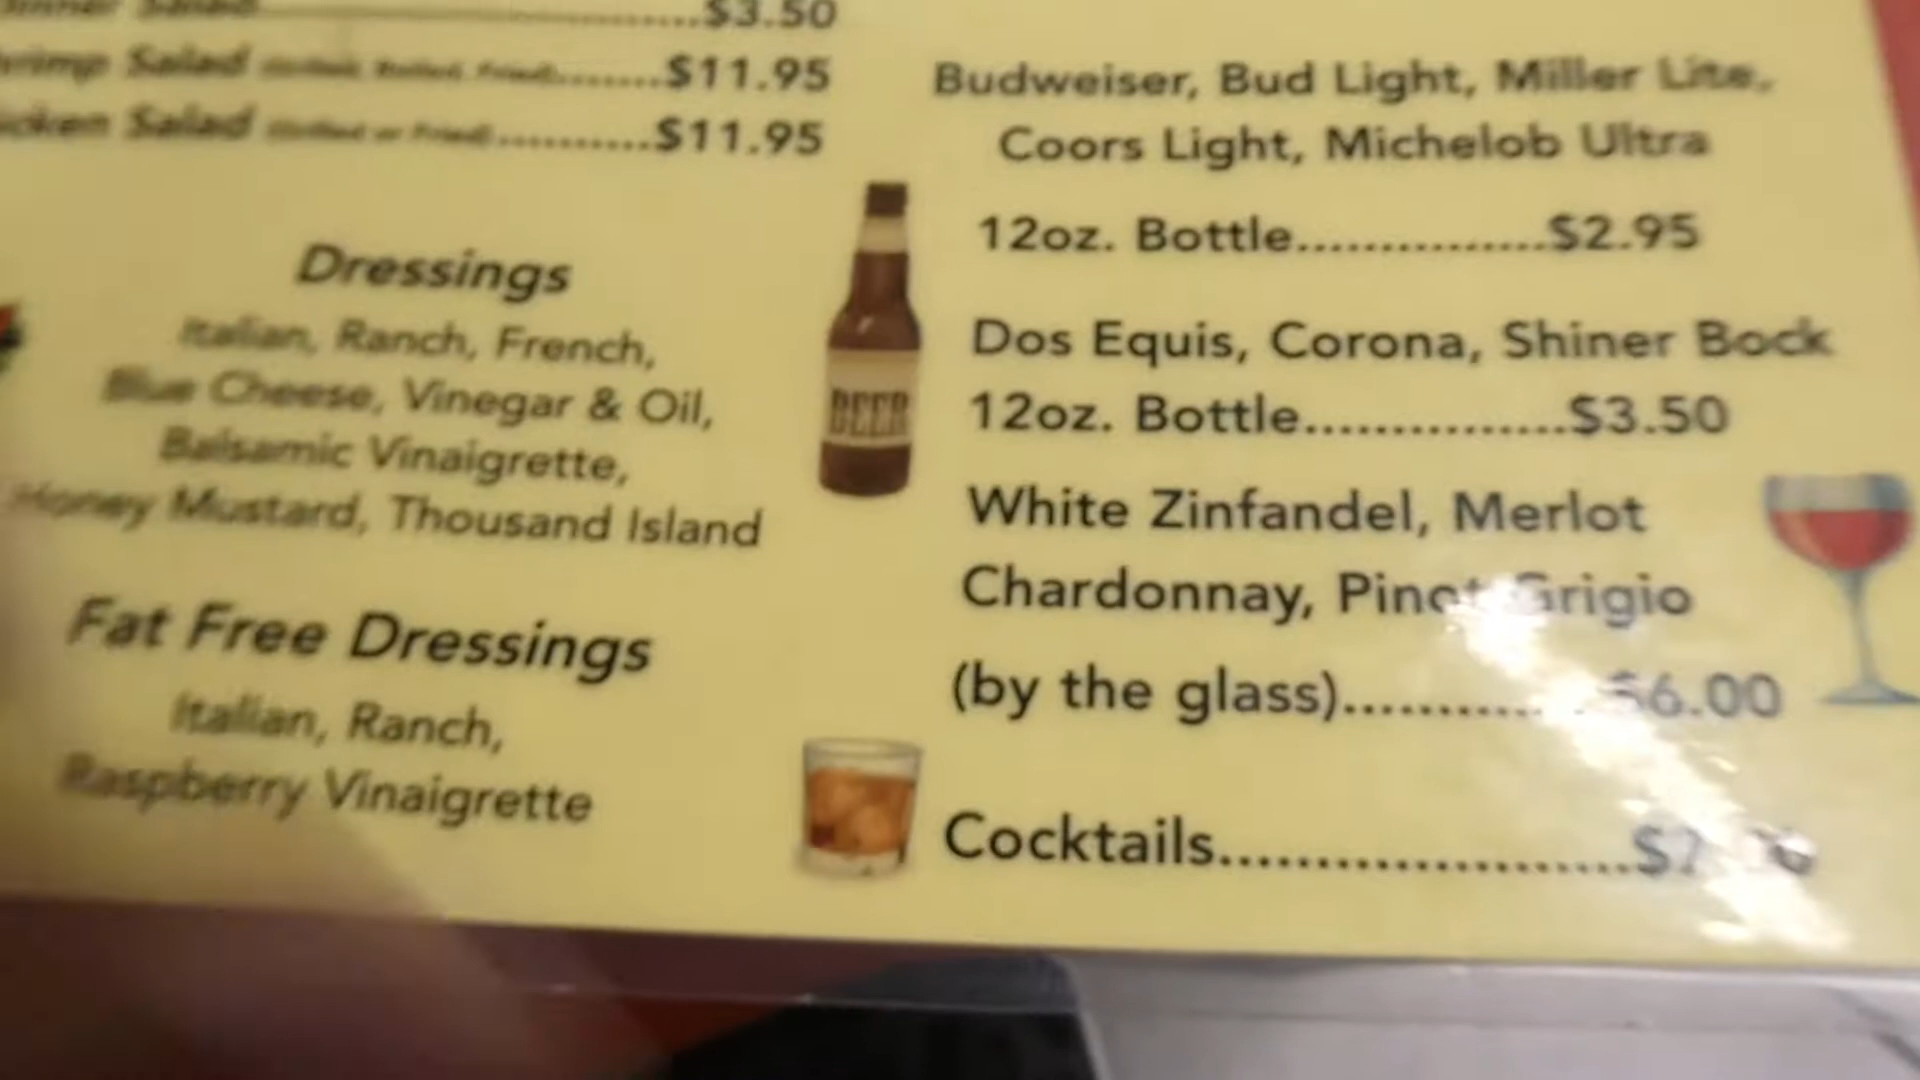 Dinner Salad..............................$3.50
Salad (Grilled, Boiled, Fried).......$11.95
Salad (Grilled or Fried)..........$11.95
Dressings
Italian, Ranch, French,
Blue Cheese, Vinegar & Oil,
Balsamic Vinaigrette,
Honey Mustard, Thousand Island
Fat Free Dressings
Italian, Ranch,
Raspberry Vinaigrette
BEER
Budweiser, Bud Light, Miller Lite,
Coors Light, Michelob Ultra
12oz. Bottle...............$2.95
Dos Equis, Corona, Shiner Bock
12oz. Bottle...............$3.50
White Zinfandel, Merlot
Chardonnay, Pinot Grigio
(by the glass)............$6.00
Cocktails.....................